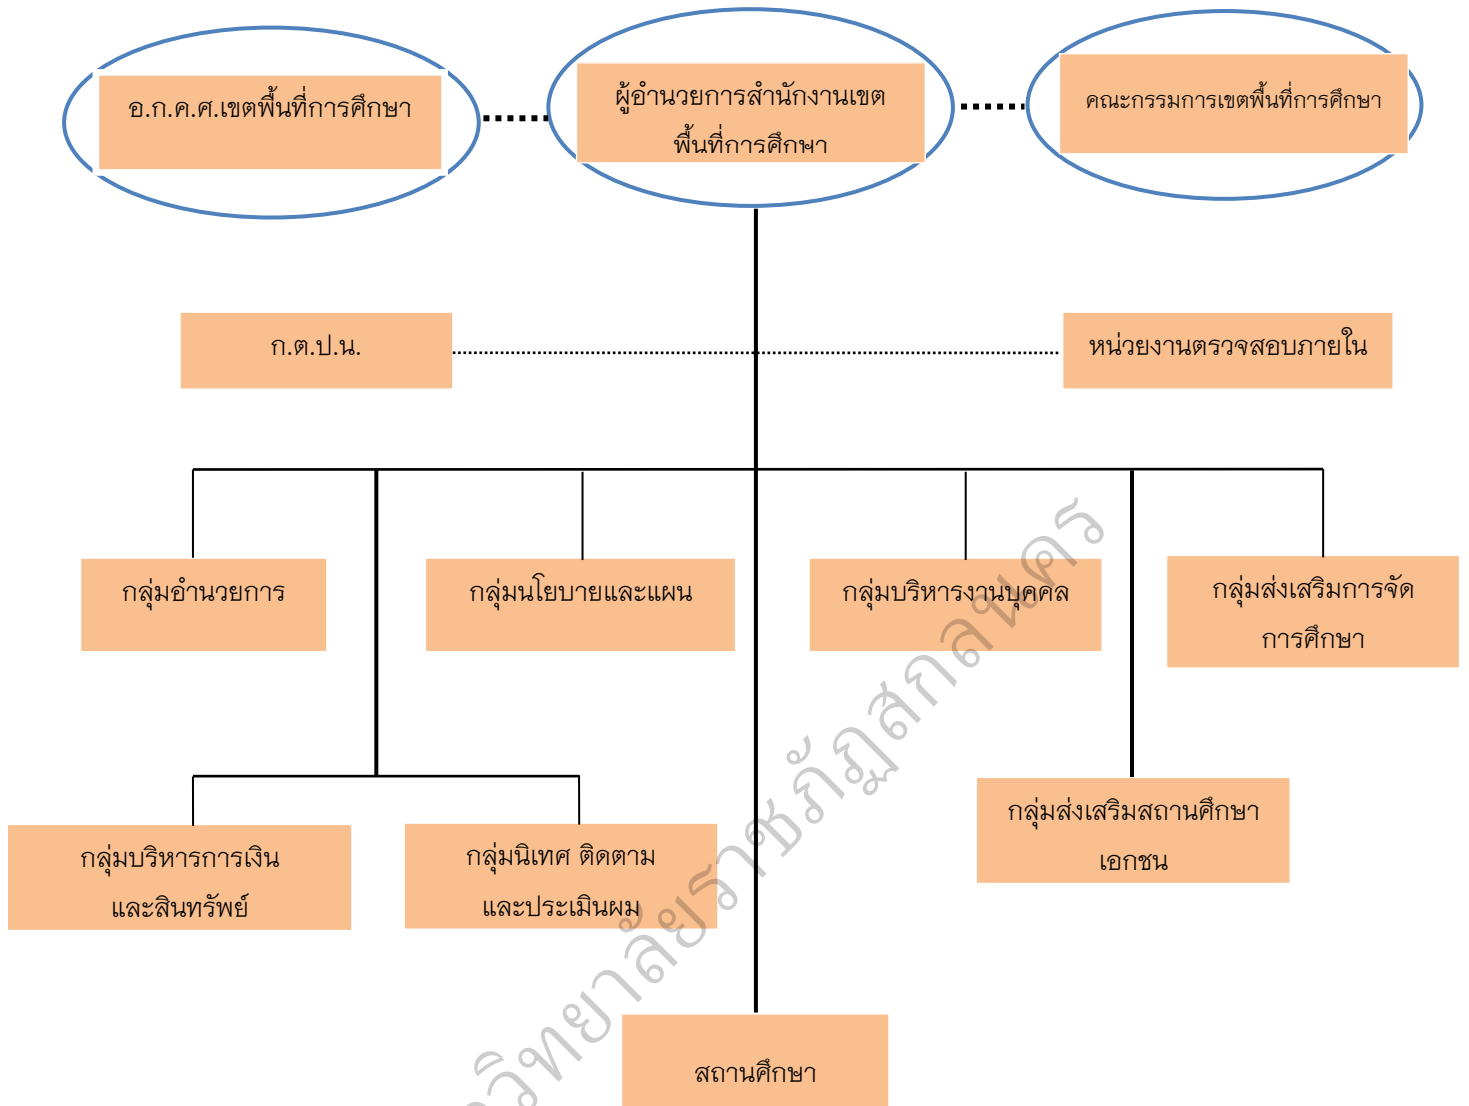 อ.ก.ค.ศ.เขตพื้นที่การศึกษา
ผู้อำนวยการสำนักงานเขต
พื้นที่การศึกษา
คณะกรรมการเขตพื้นที่การศึกษา
ก.ต.ป.น.
หน่วยงานตรวจสอบภายใน
กลุ่มอำนวยการ
กลุ่มนโยบายและแผน
กลุ่มบริหารงานบุคคล
กลุ่มส่งเสริมการจัด
การศึกษา
กลุ่มบริหารการเงิน
และสินทรัพย์
กลุ่มนิเทศ ติดตาม
และประเมินผม
กลุ่มส่งเสริมสถานศึกษา
เอกชน
สถานศึกษา
วิทยาลัยราชภัฏสกลนคร